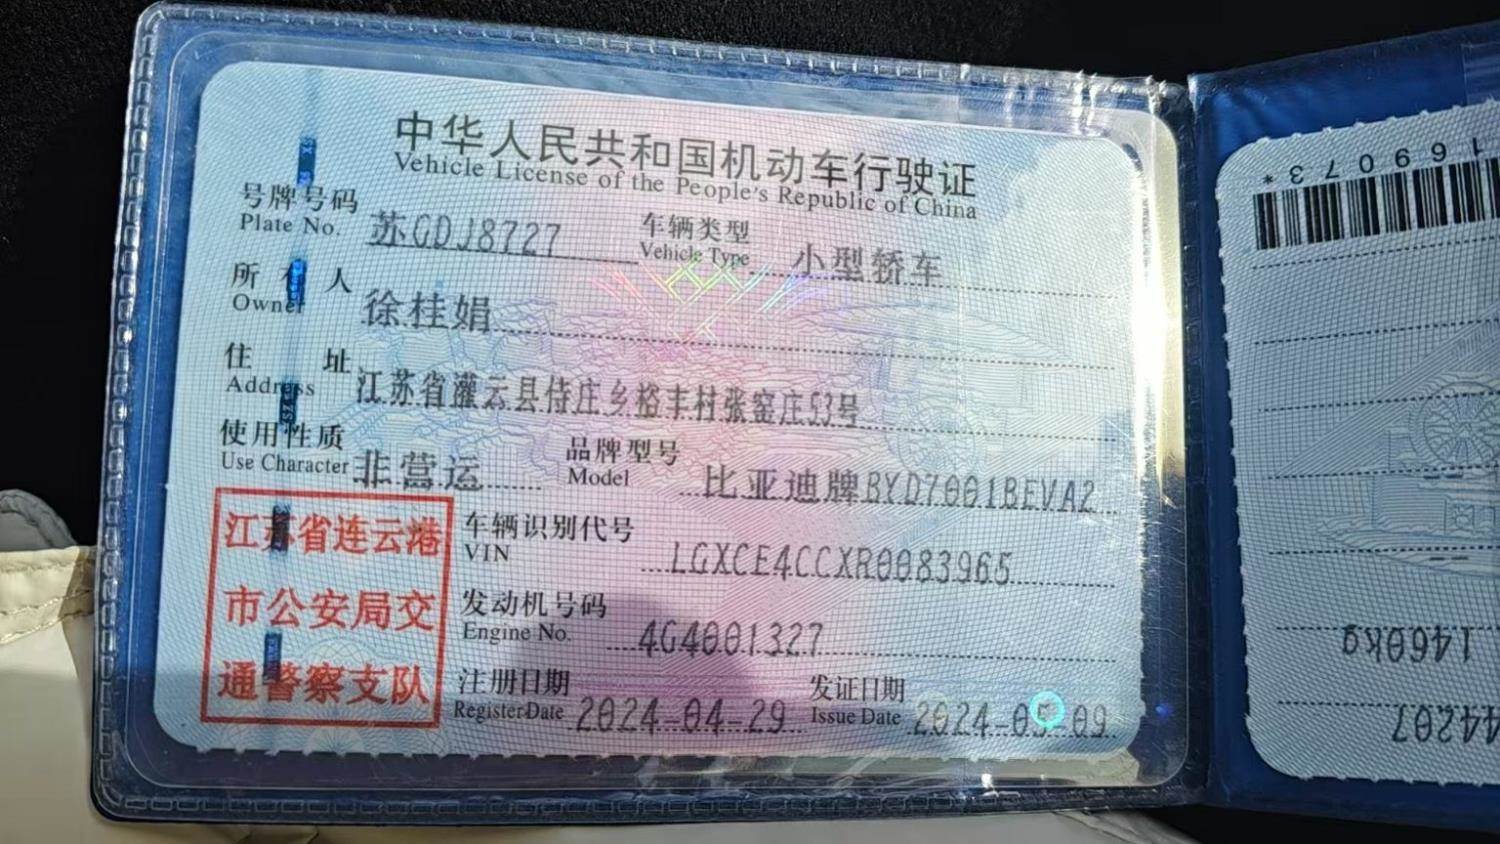 中华人民共和国机动车行驶证
Vehicle License of the People's Republic of China
号牌号码 苏GDJ8727 车辆类型 小型轿车
Plate No. Vehicle Type
所有人 徐桂娟
Owner
住址 江苏省灌云县侍庄乡裕丰村张窑庄53号
Address
使用性质 非营运 品牌型号 比亚迪牌BYD7001BEVA2
Use Character Model
江苏省连云港
市公安局交
通警察支队
车辆识别代号 LGXCE4CCXR0083965
VIN
发动机号码 4G4001327
Engine No.
注册日期 2024-04-29 发证日期 2024-05-09
Register Date Issue Date
169073*
1460kg
44207